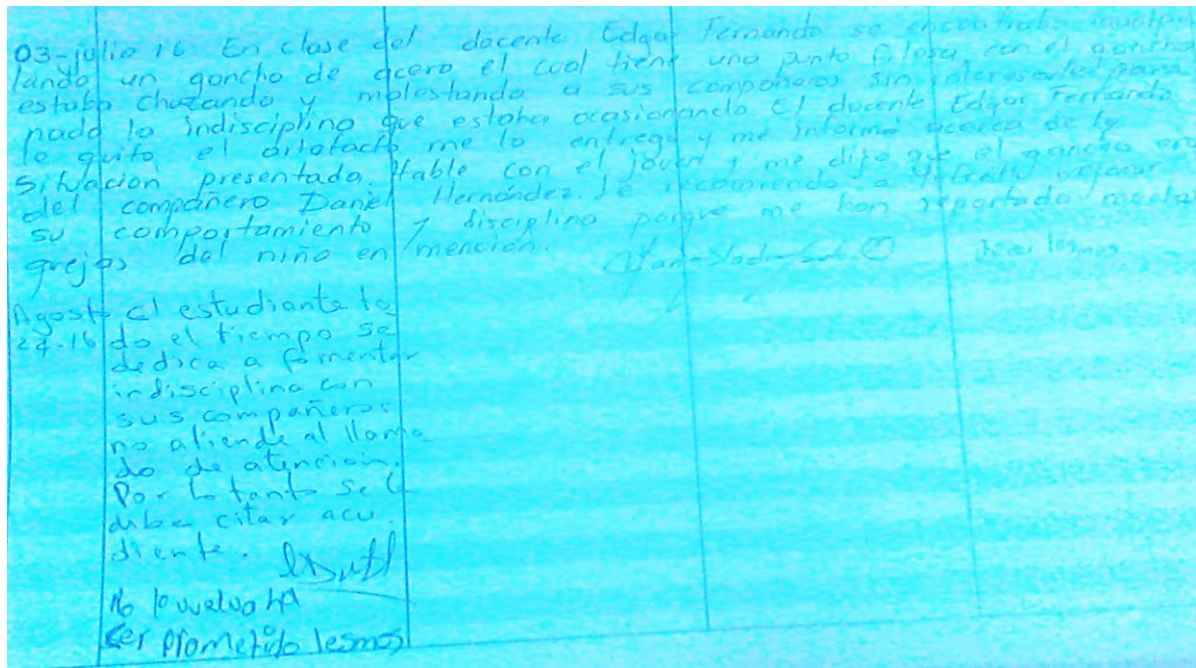 03-julio 16. En clase del docente Edgar Fernando se encontraba
lando un gancho de acero el cual tiene una punta filosa, con el gancho
estaba chuzando y molestando a sus compañeros sin interesarle para
nada la indisciplina que estaba ocasionando. El docente Edgar Fernando
le quito el artefacto me lo entrego y me informo acerca de la
situacion presentada. Hable con el joven y me dijo que el gancho era
del compañero Daniel Hernández. Se recomienda a mejorar
su comportamiento y disciplina porque me han reportado muchas
quejas del niño en mención.
Agosto El estudiante to
24-16 do el tiempo se
dedica a fomentar
indisciplina con
sus compañeros
no atiende al llama
do de atención.
Por lo tanto se le
debe citar acu
diente.
No lo vuelvo ha
Ser prometido lesmos